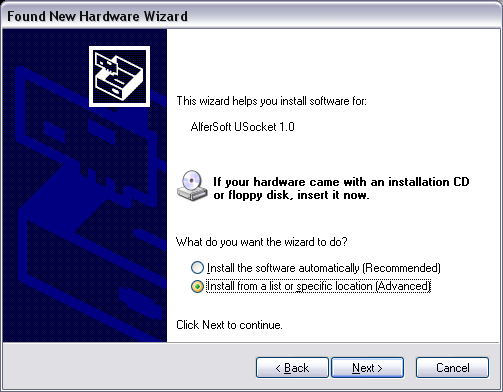 Found New Hardware Wizard
This wizard helps you install software for:
AlferSoft USocket 1.0
If your hardware came with an installation CD
or floppy disk, insert it now.
What do you want the wizard to do?
Install the software automatically (Recommended)
Install from a list or specific location (Advanced)
Click Next to continue.
< Back
Next >
Cancel